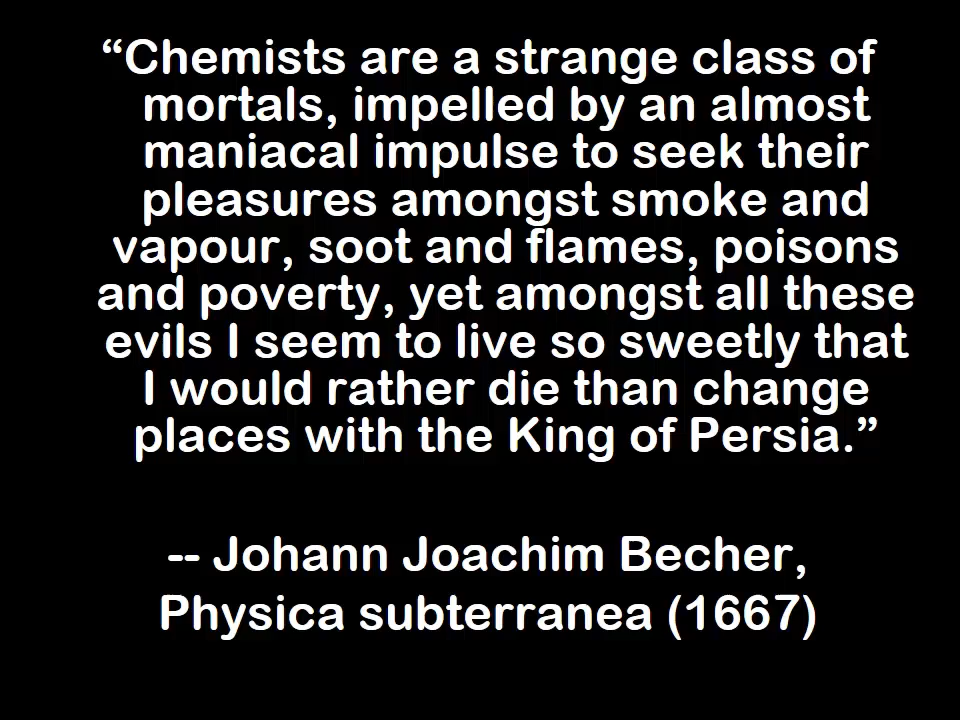 “Chemists are a strange class of
mortals, impelled by an almost
maniacal impulse to seek their
pleasures amongst smoke and
vapour, soot and flames, poisons
and poverty, yet amongst all these
evils I seem to live so sweetly that
I would rather die than change
places with the King of Persia.”
-- Johann Joachim Becher,
Physica subterranea (1667)